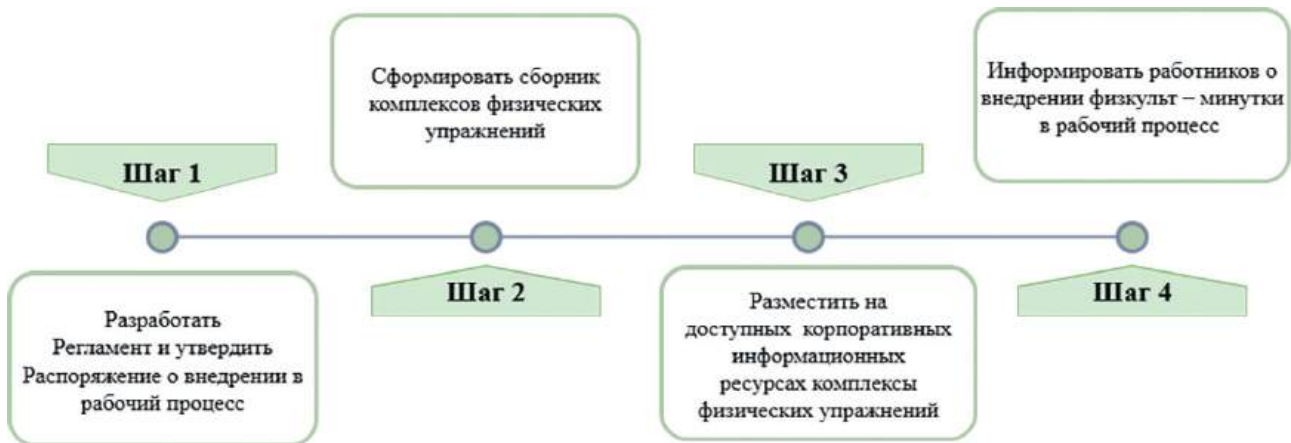 Шаг 1
Разработать
Регламент и утвердить
Распоряжение о внедрении в
рабочий процесс
Сформировать сборник
комплексов физических
упражнений
Шаг 2
Шаг 3
Разместить на
доступных корпоративных
информационных
ресурсах комплексы
физических упражнений
Информировать работников о
внедрении физкульт – минутки
в рабочий процесс
Шаг 4